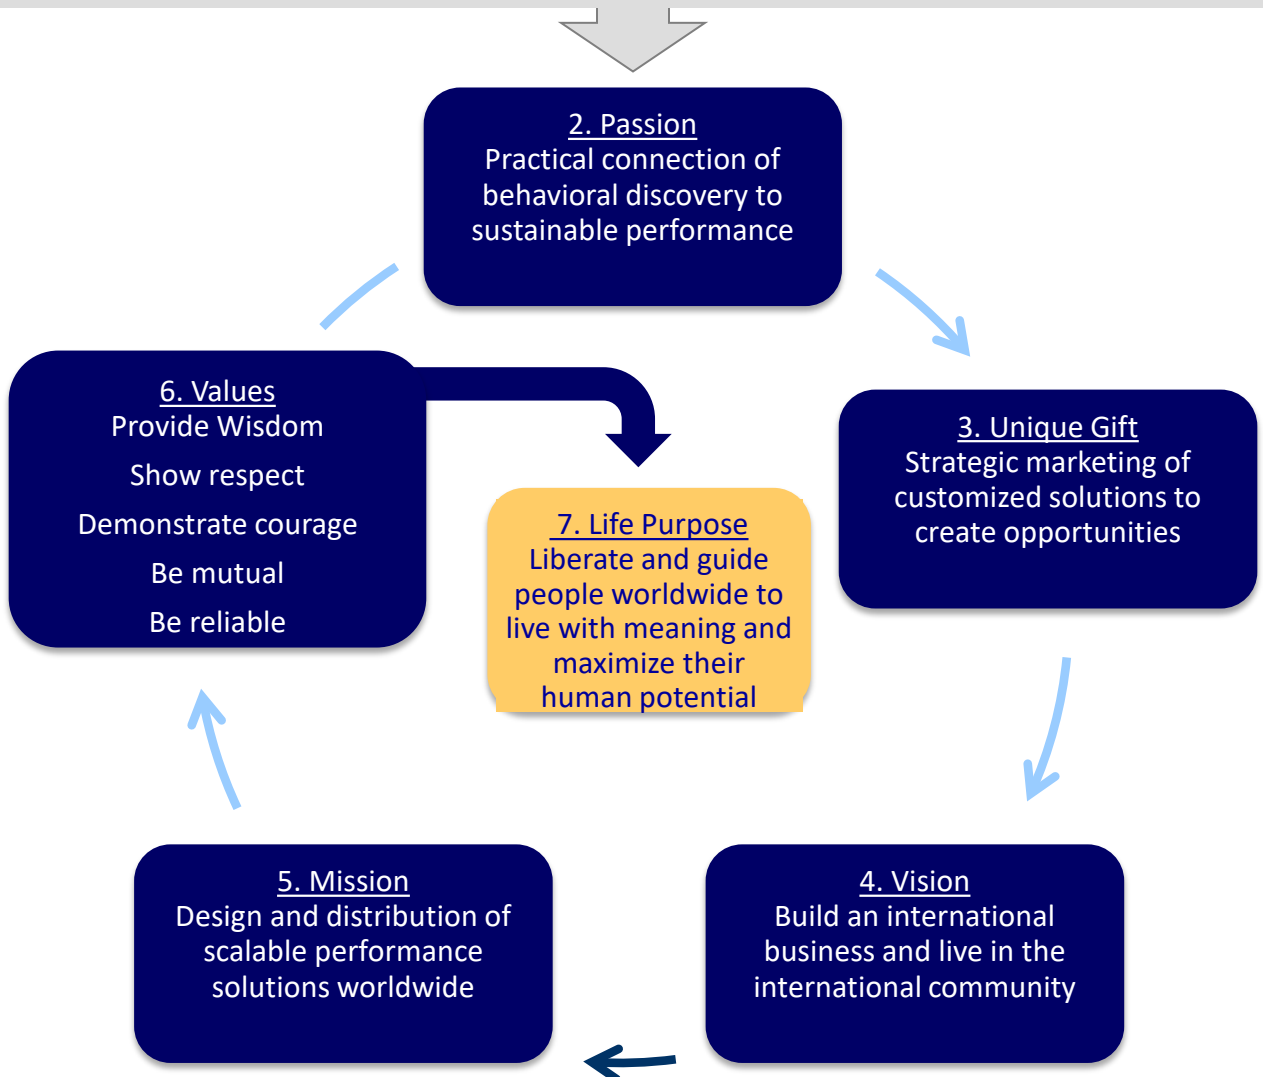 2. Passion
Practical connection of
behavioral discovery to
sustainable performance
3. Unique Gift
Strategic marketing of
customized solutions to
create opportunities
4. Vision
Build an international
business and live in the
international community
5. Mission
Design and distribution of
scalable performance
solutions worldwide
6. Values
Provide Wisdom
Show respect
Demonstrate courage
Be mutual
Be reliable
7. Life Purpose
Liberate and guide
people worldwide to
live with meaning and
maximize their
human potential